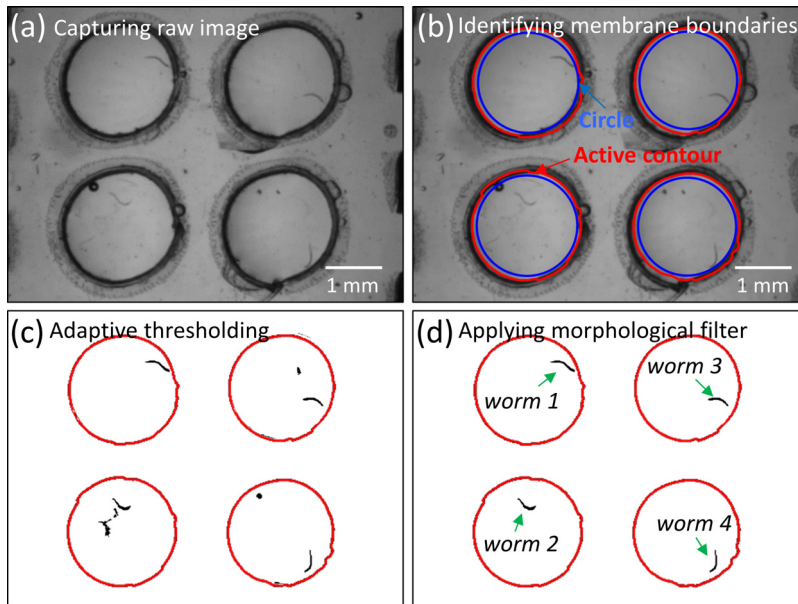 (a) Capturing raw image
1 mm
(b) Identifying membrane boundaries
Circle
Active contour
1 mm
(c) Adaptive thresholding
(d) Applying morphological filter
worm 1
worm 3
worm 2
worm 4